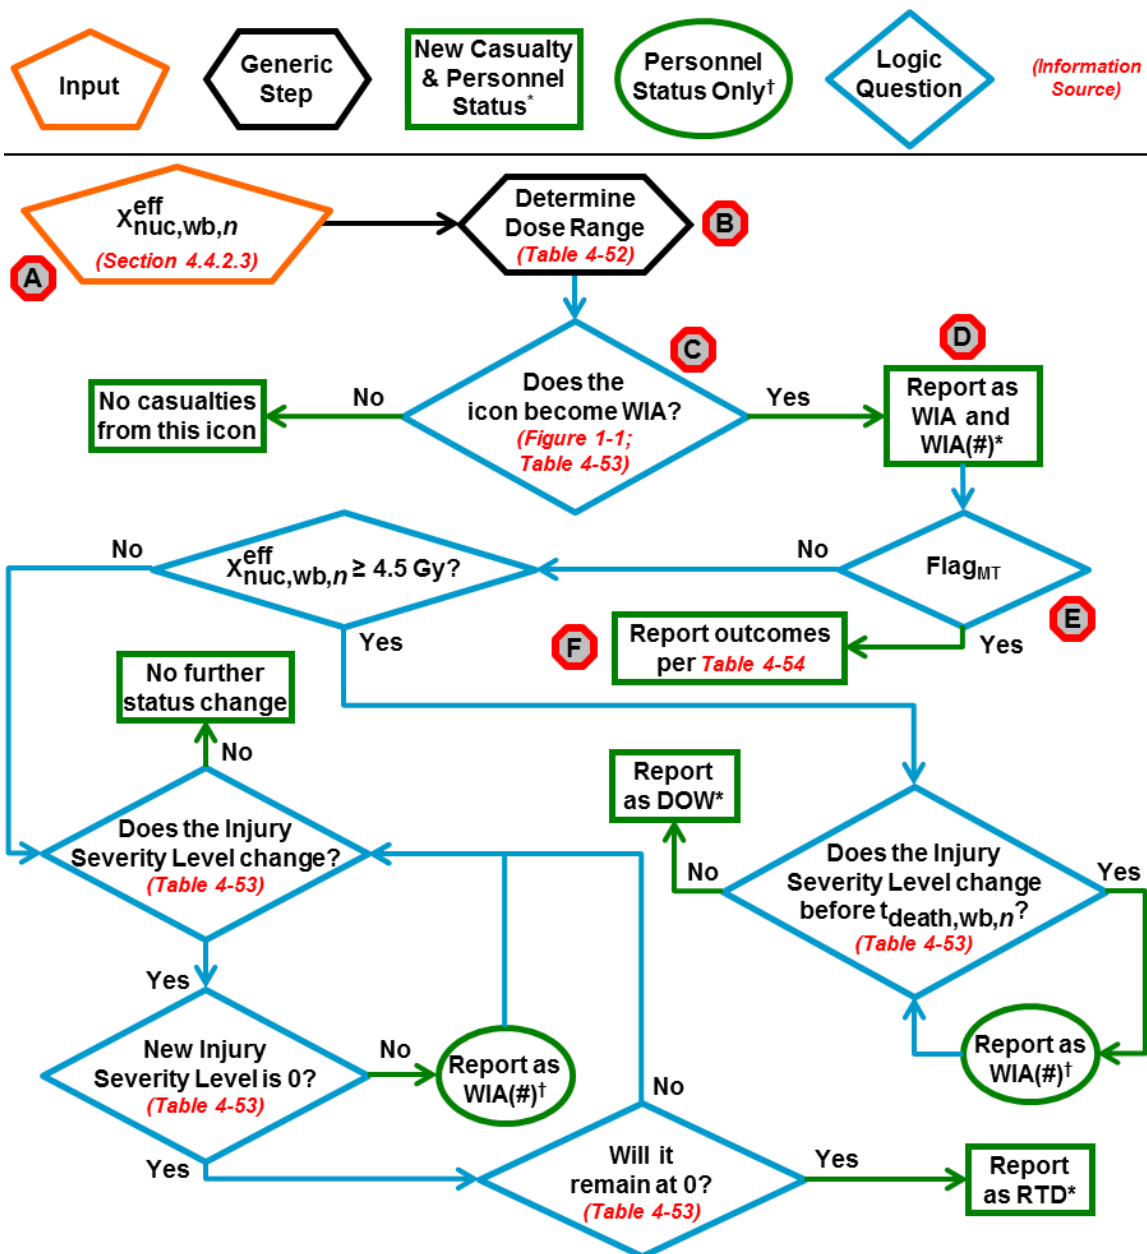 Input
Generic
Step
New Casualty
& Personnel
Status*
Personnel
Status Only†
Logic
Question
(Information
Source)
X^eff_nuc,wb,n
(Section 4.4.2.3)
A
Determine
Dose Range
(Table 4-52)
B
C
D
Does the
icon become WIA?
(Figure 1-1;
Table 4-53)
No
Yes
No casualties
from this icon
Report as
WIA and
WIA(#)*
Flag_MT
E
No
Yes
X^eff_nuc,wb,n ≥ 4.5 Gy?
No
Yes
F
Report outcomes
per Table 4-54
No further
status change
No
Does the Injury
Severity Level change?
(Table 4-53)
Yes
Report
as DOW*
No
Does the Injury
Severity Level change
before t_death,wb,n?
(Table 4-53)
Yes
Report as
WIA(#)†
New Injury
Severity Level is 0?
(Table 4-53)
No
Report as
WIA(#)†
Yes
No
Will it
remain at 0?
(Table 4-53)
Yes
Report
as RTD*